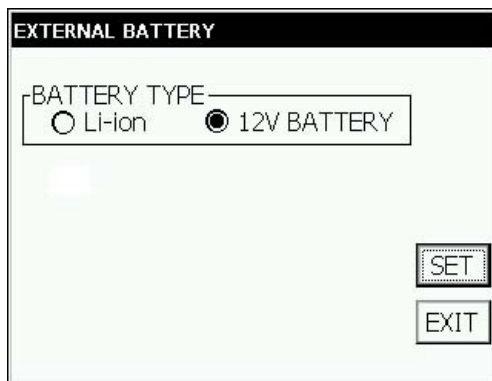 EXTERNAL BATTERY
BATTERY TYPE
Li-ion 12V BATTERY
SET
EXIT